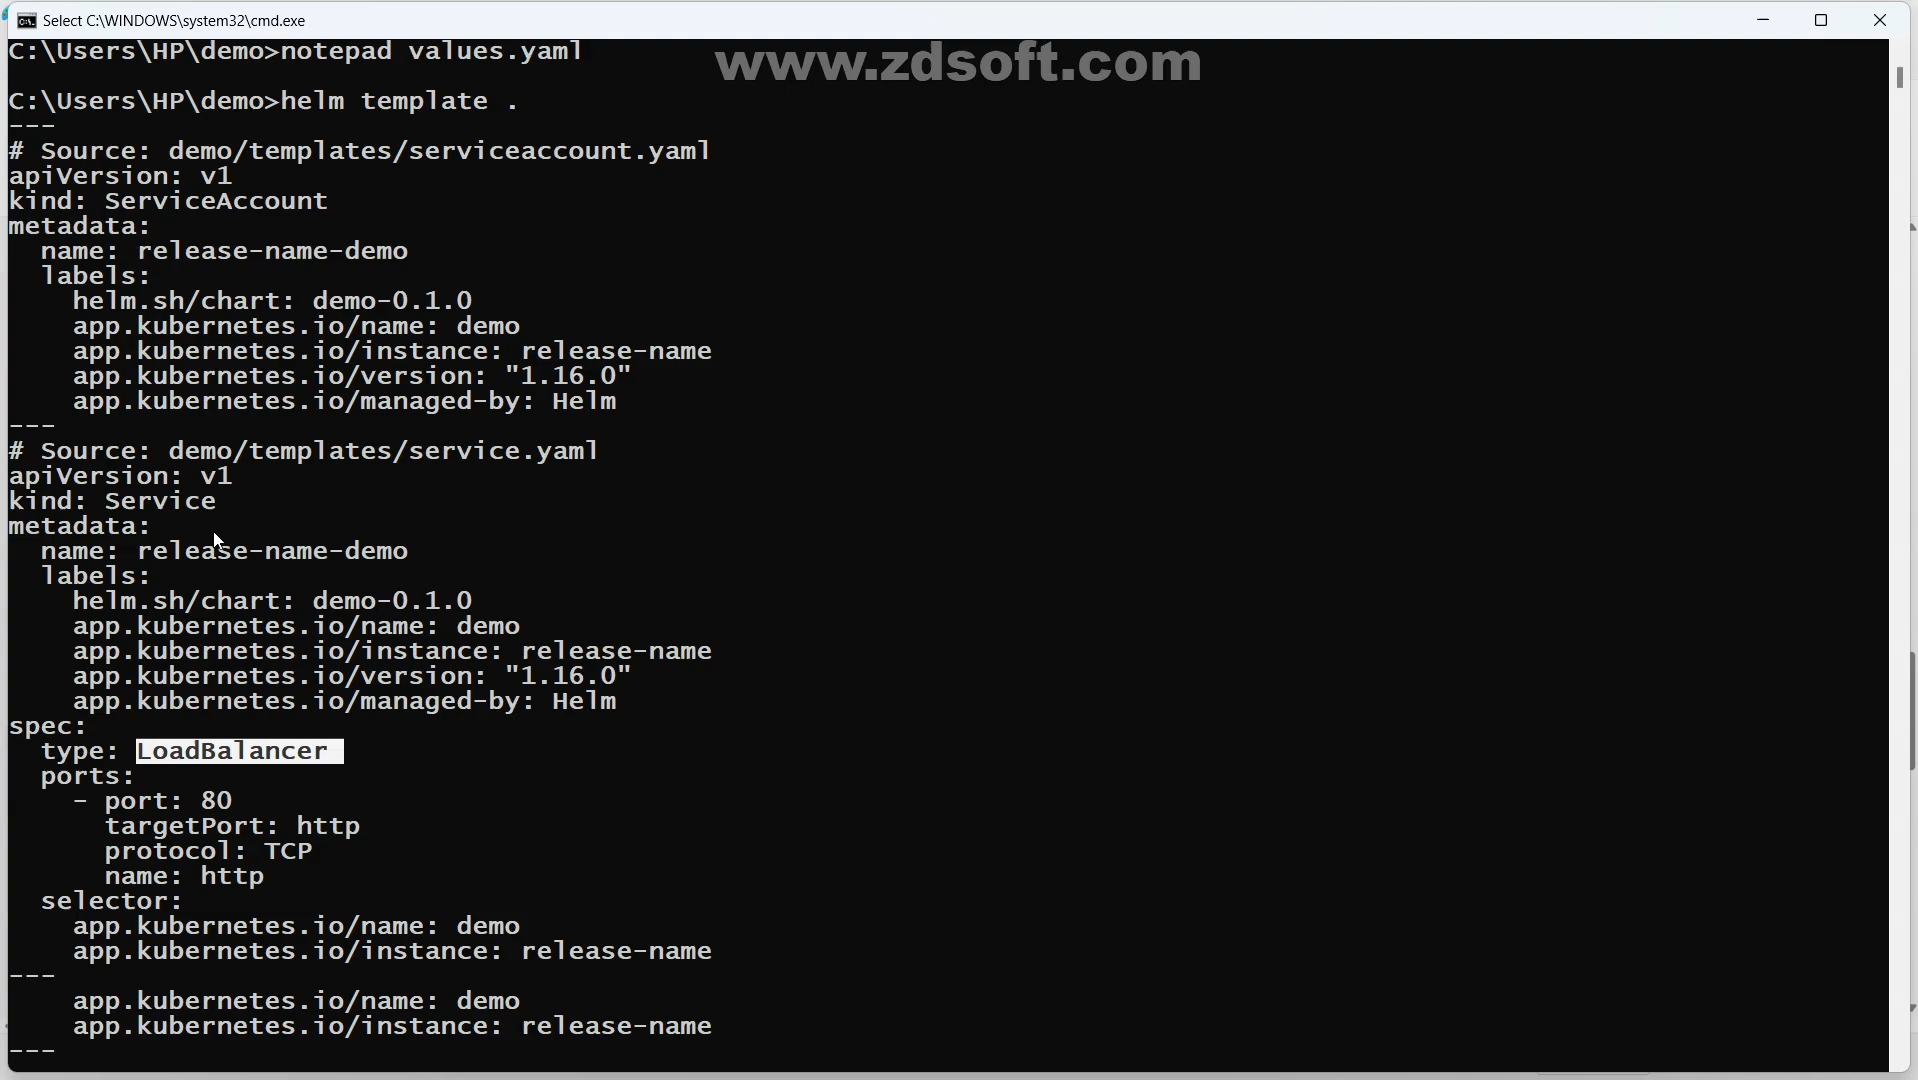 Select C:\WINDOWS\system32\cmd.exe
C:\Users\HP\demo>notepad values.yaml
www.zdsoft.com
C:\Users\HP\demo>helm template .
---
# Source: demo/templates/serviceaccount.yaml
apiVersion: v1
kind: ServiceAccount
metadata:
  name: release-name-demo
  labels:
    helm.sh/chart: demo-0.1.0
    app.kubernetes.io/name: demo
    app.kubernetes.io/instance: release-name
    app.kubernetes.io/version: "1.16.0"
    app.kubernetes.io/managed-by: Helm
---
# Source: demo/templates/service.yaml
apiVersion: v1
kind: Service
metadata:
  name: release-name-demo
  labels:
    helm.sh/chart: demo-0.1.0
    app.kubernetes.io/name: demo
    app.kubernetes.io/instance: release-name
    app.kubernetes.io/version: "1.16.0"
    app.kubernetes.io/managed-by: Helm
spec:
  type: LoadBalancer
  ports:
    - port: 80
      targetPort: http
      protocol: TCP
      name: http
  selector:
    app.kubernetes.io/name: demo
    app.kubernetes.io/instance: release-name
---
    app.kubernetes.io/name: demo
    app.kubernetes.io/instance: release-name
---